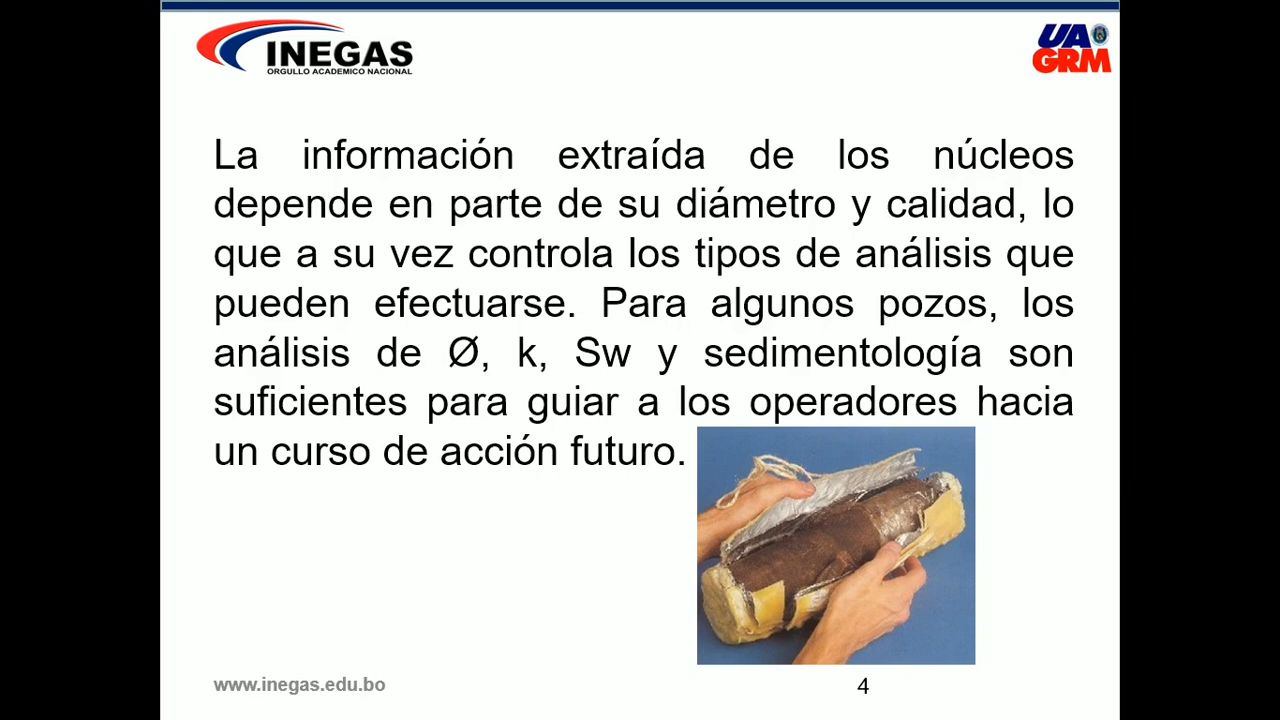 INEGAS
ORGULLO ACADEMICO NACIONAL
UA
GRM
La información extraída de los núcleos
depende en parte de su diámetro y calidad, lo
que a su vez controla los tipos de análisis que
pueden efectuarse. Para algunos pozos, los
análisis de Ø, k, Sw y sedimentología son
suficientes para guiar a los operadores hacia
un curso de acción futuro.
www.inegas.edu.bo
4